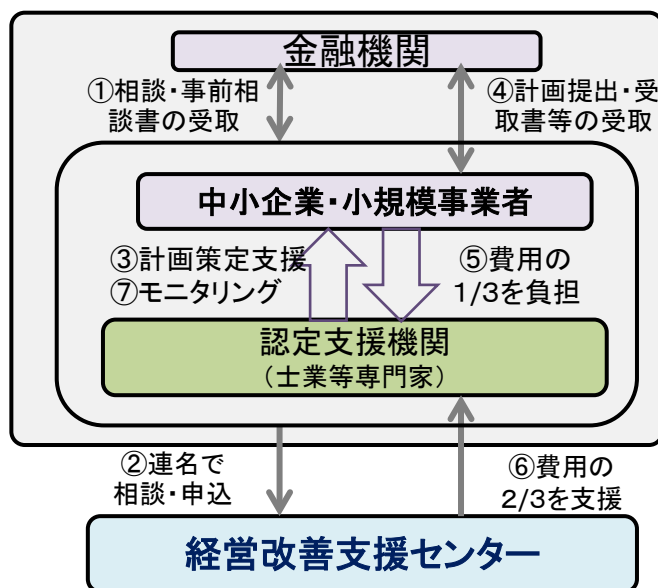 金融機関
①相談・事前相
談書の受取
④計画提出・受
取書等の受取
中小企業・小規模事業者
③計画策定支援
⑦モニタリング
⑤費用の
1/3を負担
認定支援機関
（士業等専門家）
②連名で
相談・申込
⑥費用の
2/3を支援
経営改善支援センター